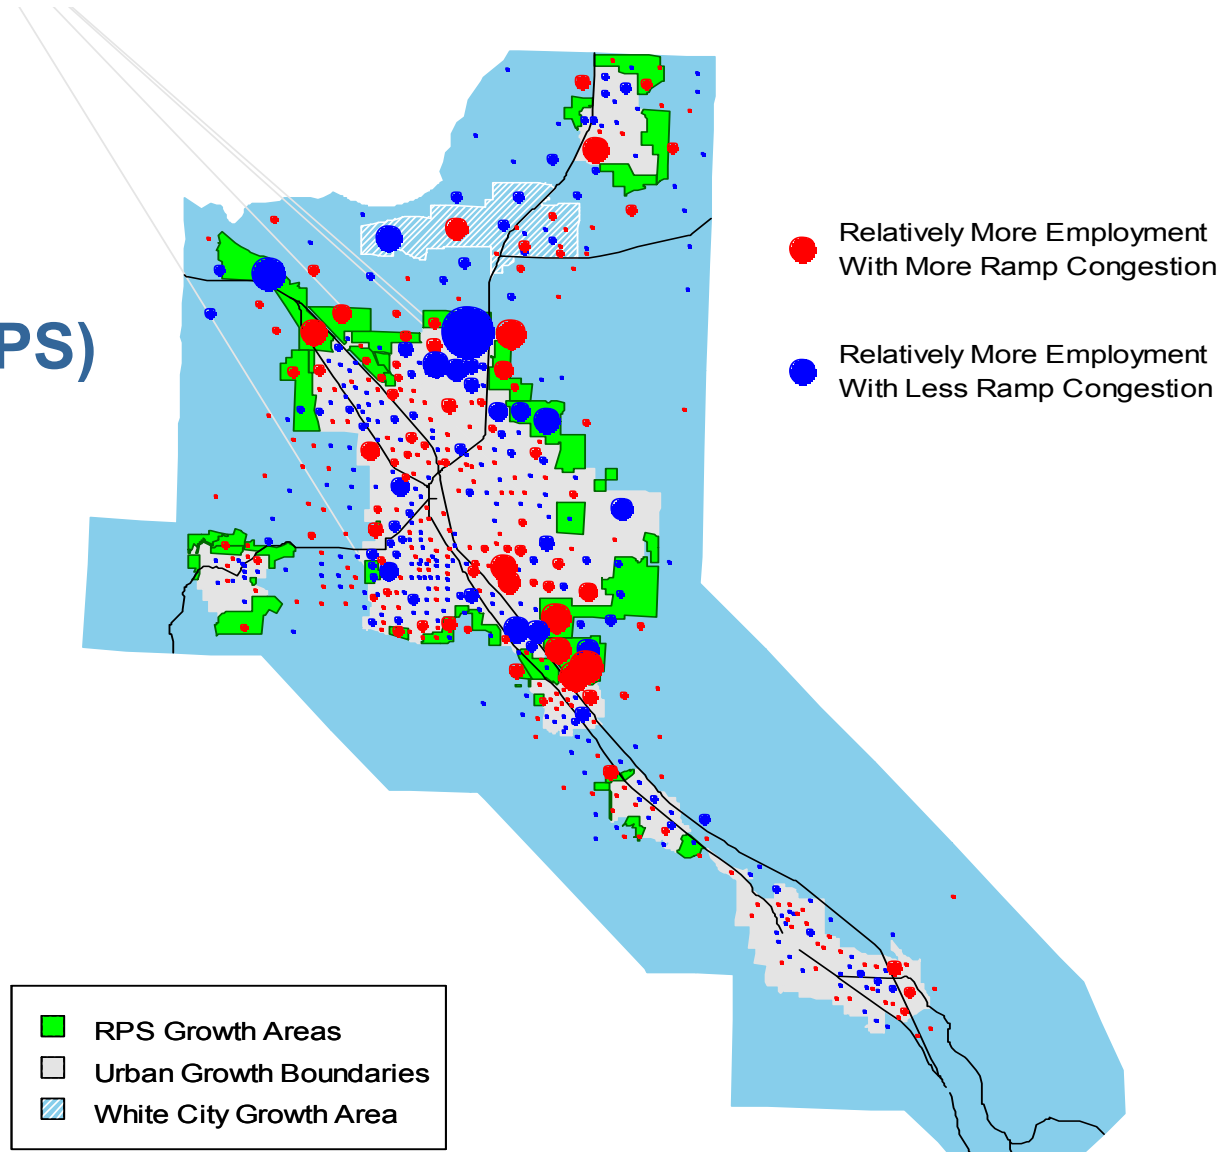 Relatively More Employment
With More Ramp Congestion
PS)
Relatively More Employment
With Less Ramp Congestion
RPS Growth Areas
Urban Growth Boundaries
White City Growth Area